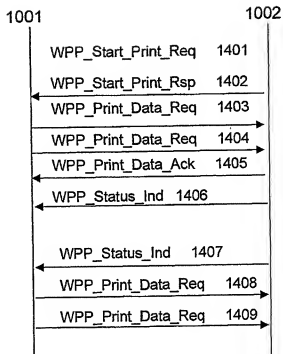 1001 1002
WPP_Start_Print_Req 1401
WPP_Start_Print_Rsp 1402
WPP_Print_Data_Req 1403
WPP_Print_Data_Req 1404
WPP_Print_Data_Ack 1405
WPP_Status_Ind 1406
WPP_Status_Ind 1407
WPP_Print_Data_Req 1408
WPP_Print_Data_Req 1409